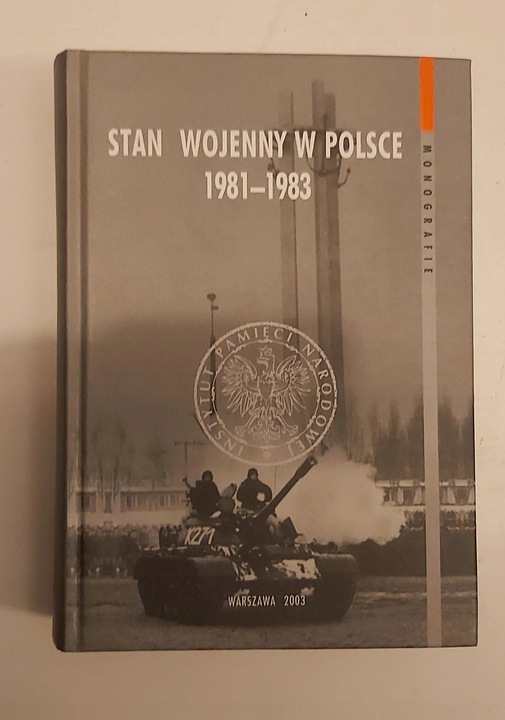 STAN WOJENNY W POLSCE
1981–1983
MONOGRAFIE
INSTYTUT PAMIĘCI NARODOWEJ
K271
WARSZAWA 2003